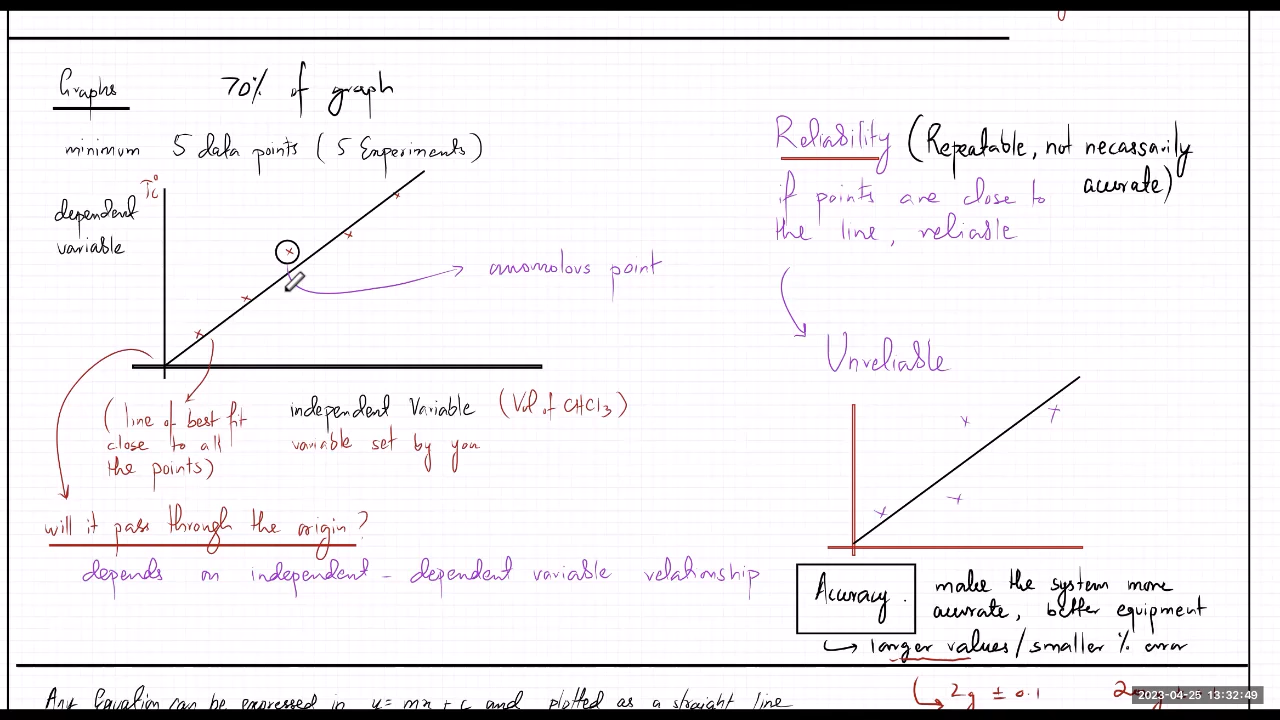 Graphs 70% of graph
minimum 5 data points ( 5 Experiments )
T°c
dependent
variable
anomolous point
( line of best fit
close to all
the points)
independent Variable (Vol of CHCl3)
variable set by you
will it pass through the origin?
depends on independent - dependent variable relationship
Reliability (Repeatable, not necassarily
acurate)
if points are close to
the line, reliable
Unreliable
Accuracy.
make the system more
accurate, better equipment
larger values / smaller % error
2g ± 0.1
Any Equation can be expressed in y = mx + c and plotted as a straight line
2023-04-25 13:32:49